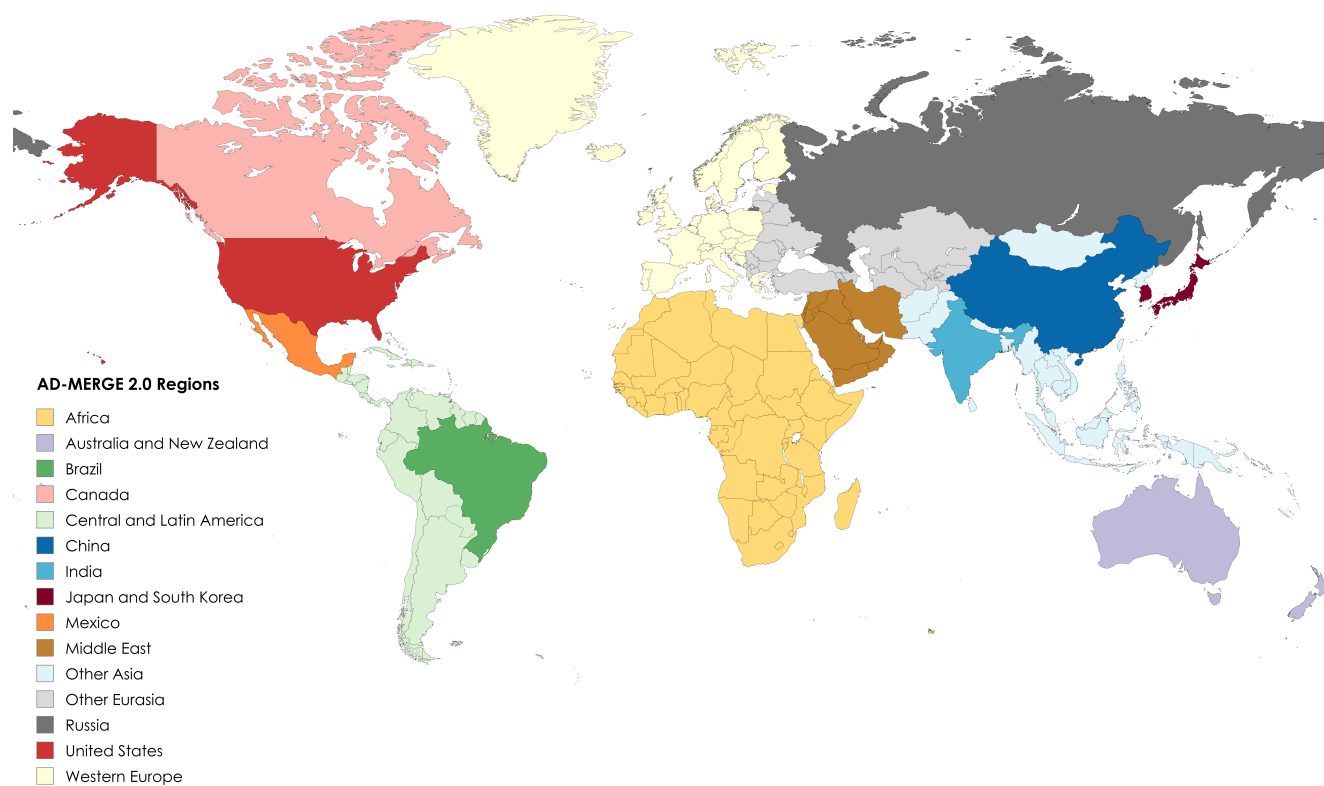 AD-MERGE 2.0 Regions
Africa
Australia and New Zealand
Brazil
Canada
Central and Latin America
China
India
Japan and South Korea
Mexico
Middle East
Other Asia
Other Eurasia
Russia
United States
Western Europe